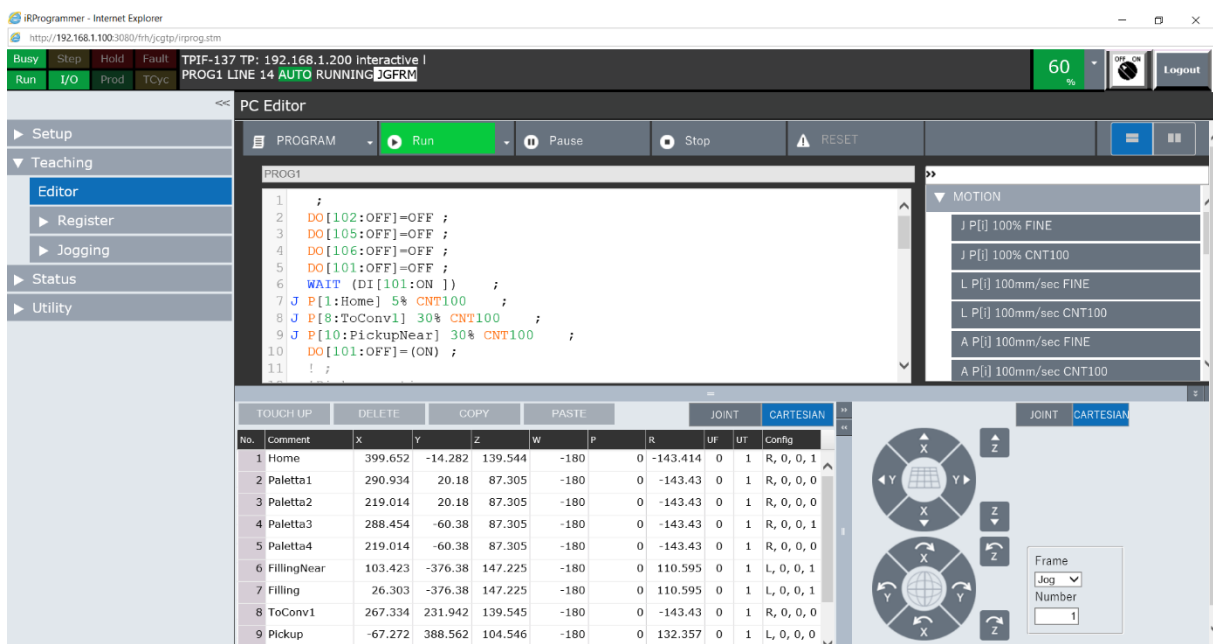 iRProgrammer - Internet Explorer
http://192.168.1.100:3080/frh/jcgtp/irprog.stm
Busy Step Hold Fault TPIF-137 TP: 192.168.1.200 interactive l
Run I/O Prod TCyc PROG1 LINE 14 AUTO RUNNING JGFRM
60 %
OFF ON
Logout
<< PC Editor
Setup
Teaching
Editor
Register
Jogging
Status
Utility
PROGRAM Run Pause Stop RESET
PROG1
1 ;
2 DO[102:OFF]=OFF ;
3 DO[105:OFF]=OFF ;
4 DO[106:OFF]=OFF ;
5 DO[101:OFF]=OFF ;
6 WAIT (DI[101:ON ]) ;
7 J P[1:Home] 5% CNT100 ;
8 J P[8:ToConv1] 30% CNT100 ;
9 J P[10:PickupNear] 30% CNT100 ;
10 DO[101:OFF]=(ON) ;
11 ! ;
>>
MOTION
J P[i] 100% FINE
J P[i] 100% CNT100
L P[i] 100mm/sec FINE
L P[i] 100mm/sec CNT100
A P[i] 100mm/sec FINE
A P[i] 100mm/sec CNT100
TOUCH UP DELETE COPY PASTE JOINT CARTESIAN
No. Comment X Y Z W P R UF UT Config
1 Home 399.652 -14.282 139.544 -180 0 -143.414 0 1 R, 0, 0, 1
2 Paletta1 290.934 20.18 87.305 -180 0 -143.43 0 1 R, 0, 0, 0
3 Paletta2 219.014 20.18 87.305 -180 0 -143.43 0 1 R, 0, 0, 0
4 Paletta3 288.454 -60.38 87.305 -180 0 -143.43 0 1 R, 0, 0, 1
5 Paletta4 219.014 -60.38 87.305 -180 0 -143.43 0 1 R, 0, 0, 0
6 FillingNear 103.423 -376.38 147.225 -180 0 110.595 0 1 L, 0, 0, 1
7 Filling 26.303 -376.38 147.225 -180 0 110.595 0 1 L, 0, 0, 1
8 ToConv1 267.334 231.942 139.545 -180 0 -143.43 0 1 R, 0, 0, 0
9 Pickup -67.272 388.562 104.546 -180 0 132.357 0 1 L, 0, 0, 0
>>
<<
JOINT CARTESIAN
X Z
Y Y
X Z
X Z
Y Y
X Z
Frame
Jog
Number
1